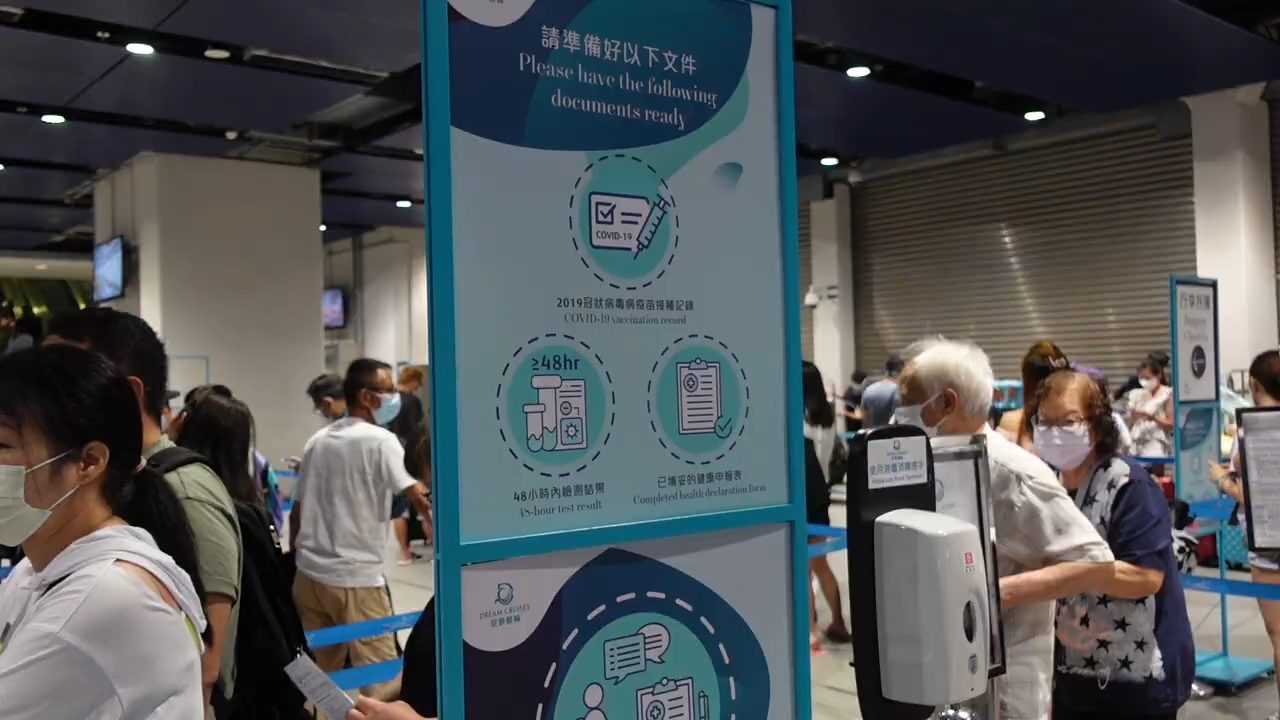 請準備好以下文件
Please have the following
documents ready
COVID-19
2019冠狀病毒病疫苗接種記錄
COVID-19 vaccination record
≥48hr
48小時內檢測結果
48-hour test result
已填妥的健康申報表
Completed health declaration form
DREAM CRUISES
星夢郵輪